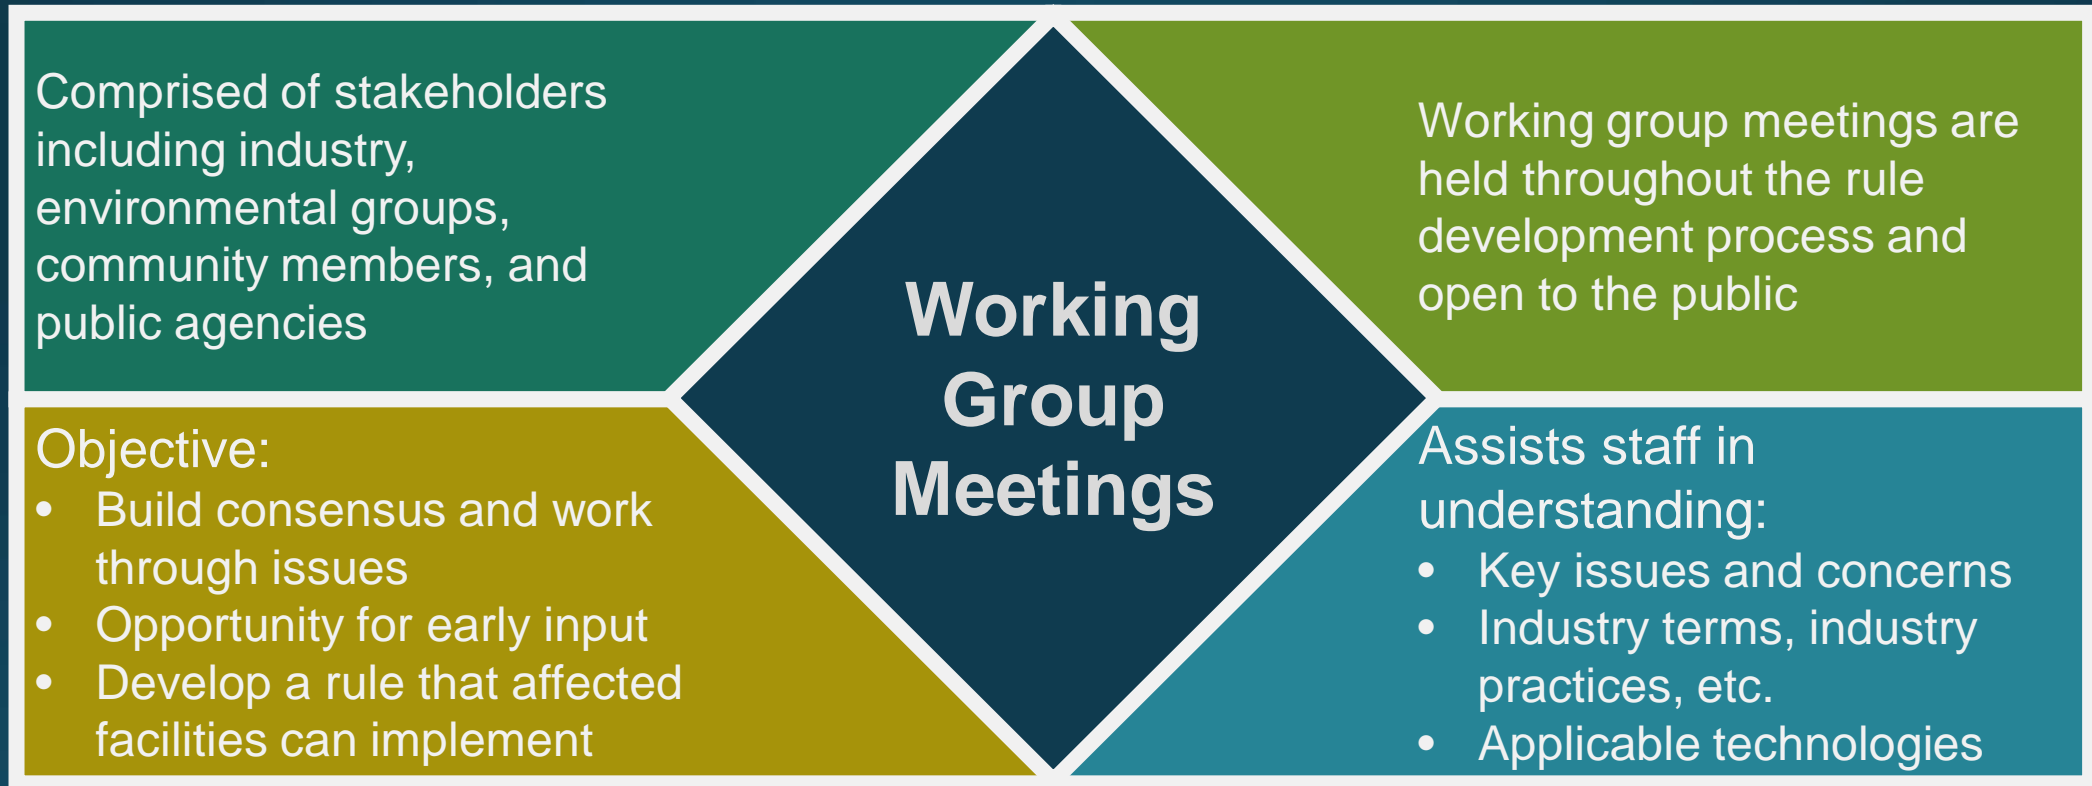 Comprised of stakeholders
including industry,
environmental groups,
community members, and
public agencies
Working group meetings are
held throughout the rule
development process and
open to the public
Working
Group
Meetings
Objective:
• Build consensus and work
through issues
• Opportunity for early input
• Develop a rule that affected
facilities can implement
Assists staff in
understanding:
• Key issues and concerns
• Industry terms, industry
practices, etc.
• Applicable technologies